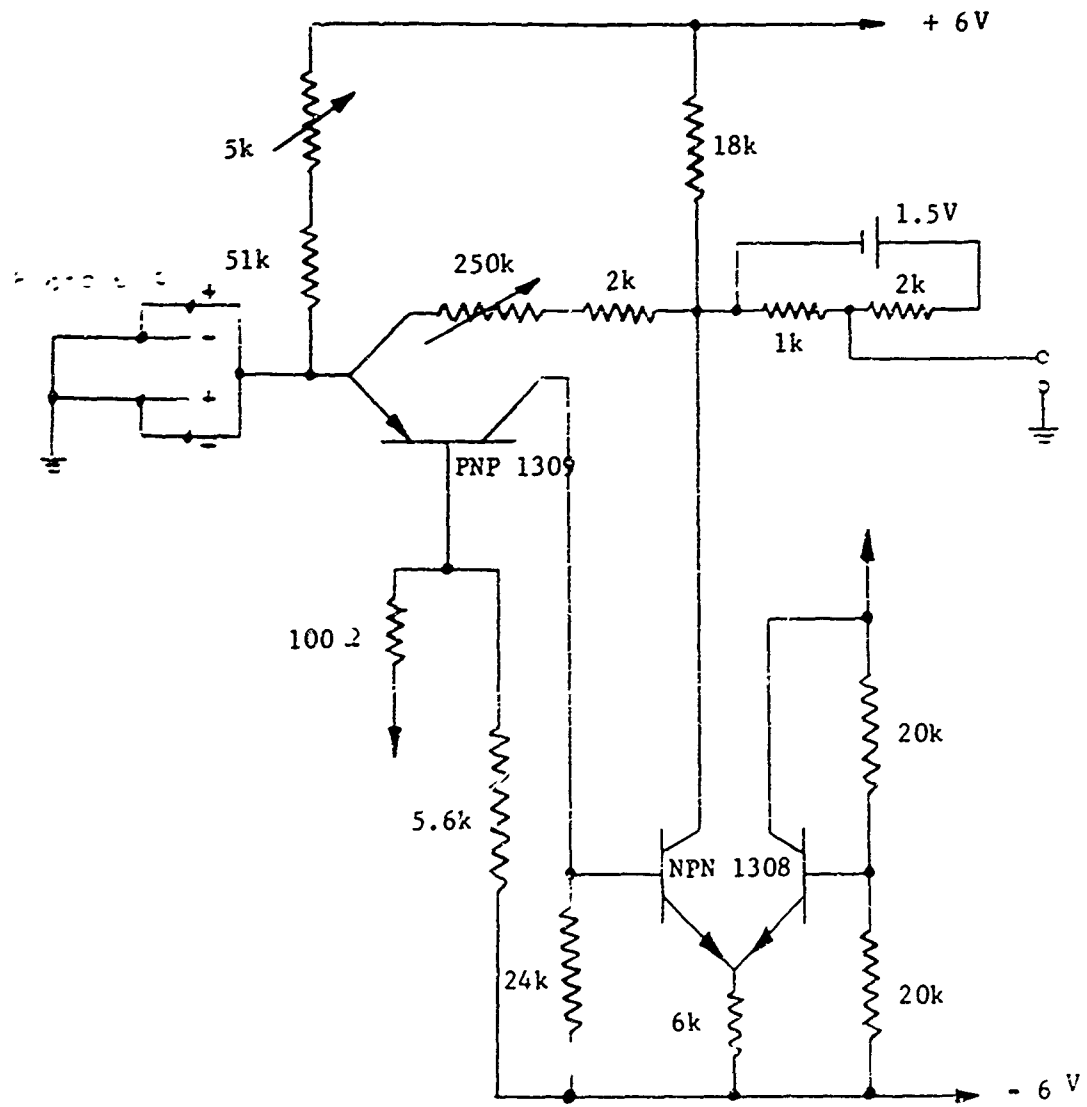 + 6V
5k
18k
1.5V
51k
250k
2k
2k
+
1k
-
+
-
PNP 1309
100 Ω
20k
5.6k
NPN 1308
24k
20k
6k
- 6 V